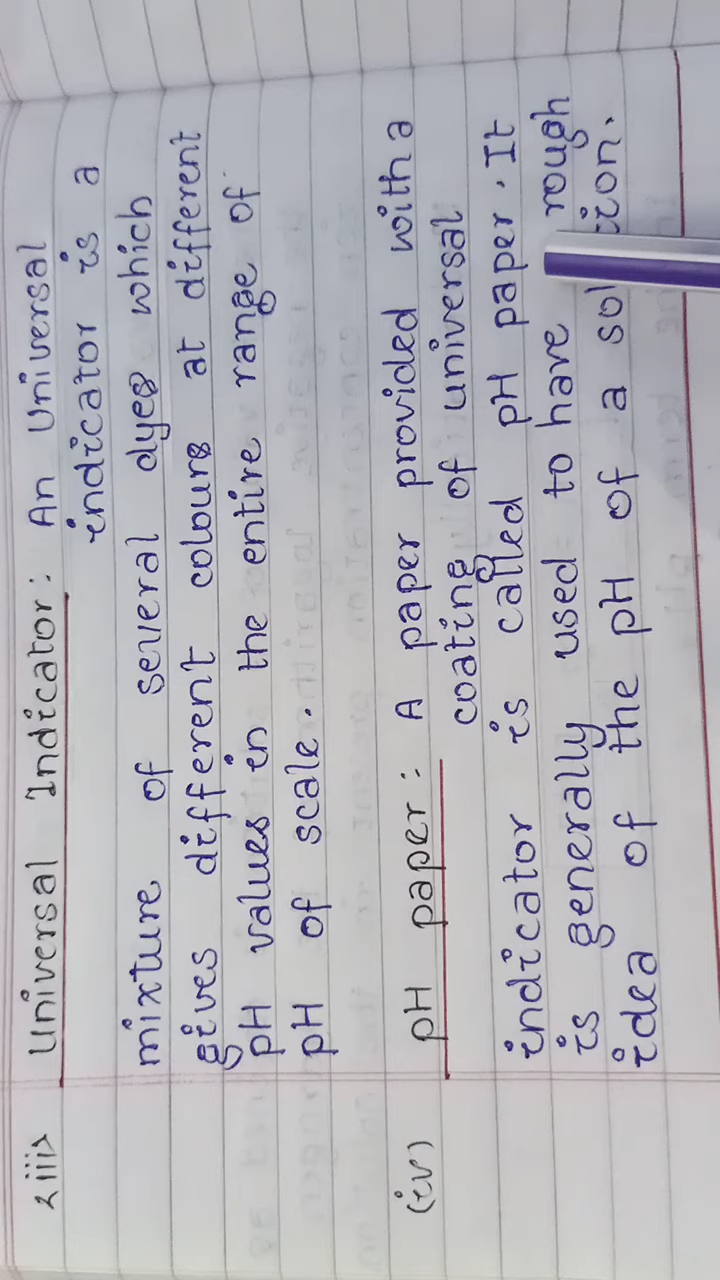 <iii> Universal Indicator: An Universal
indicator is a
mixture of several dyes which
gives different colours at different
pH values in the entire range of
pH of scale.
(iv) pH paper: A paper provided with a
coating of universal
indicator is called pH paper. It
is generally used to have rough
idea of the pH of a solution.